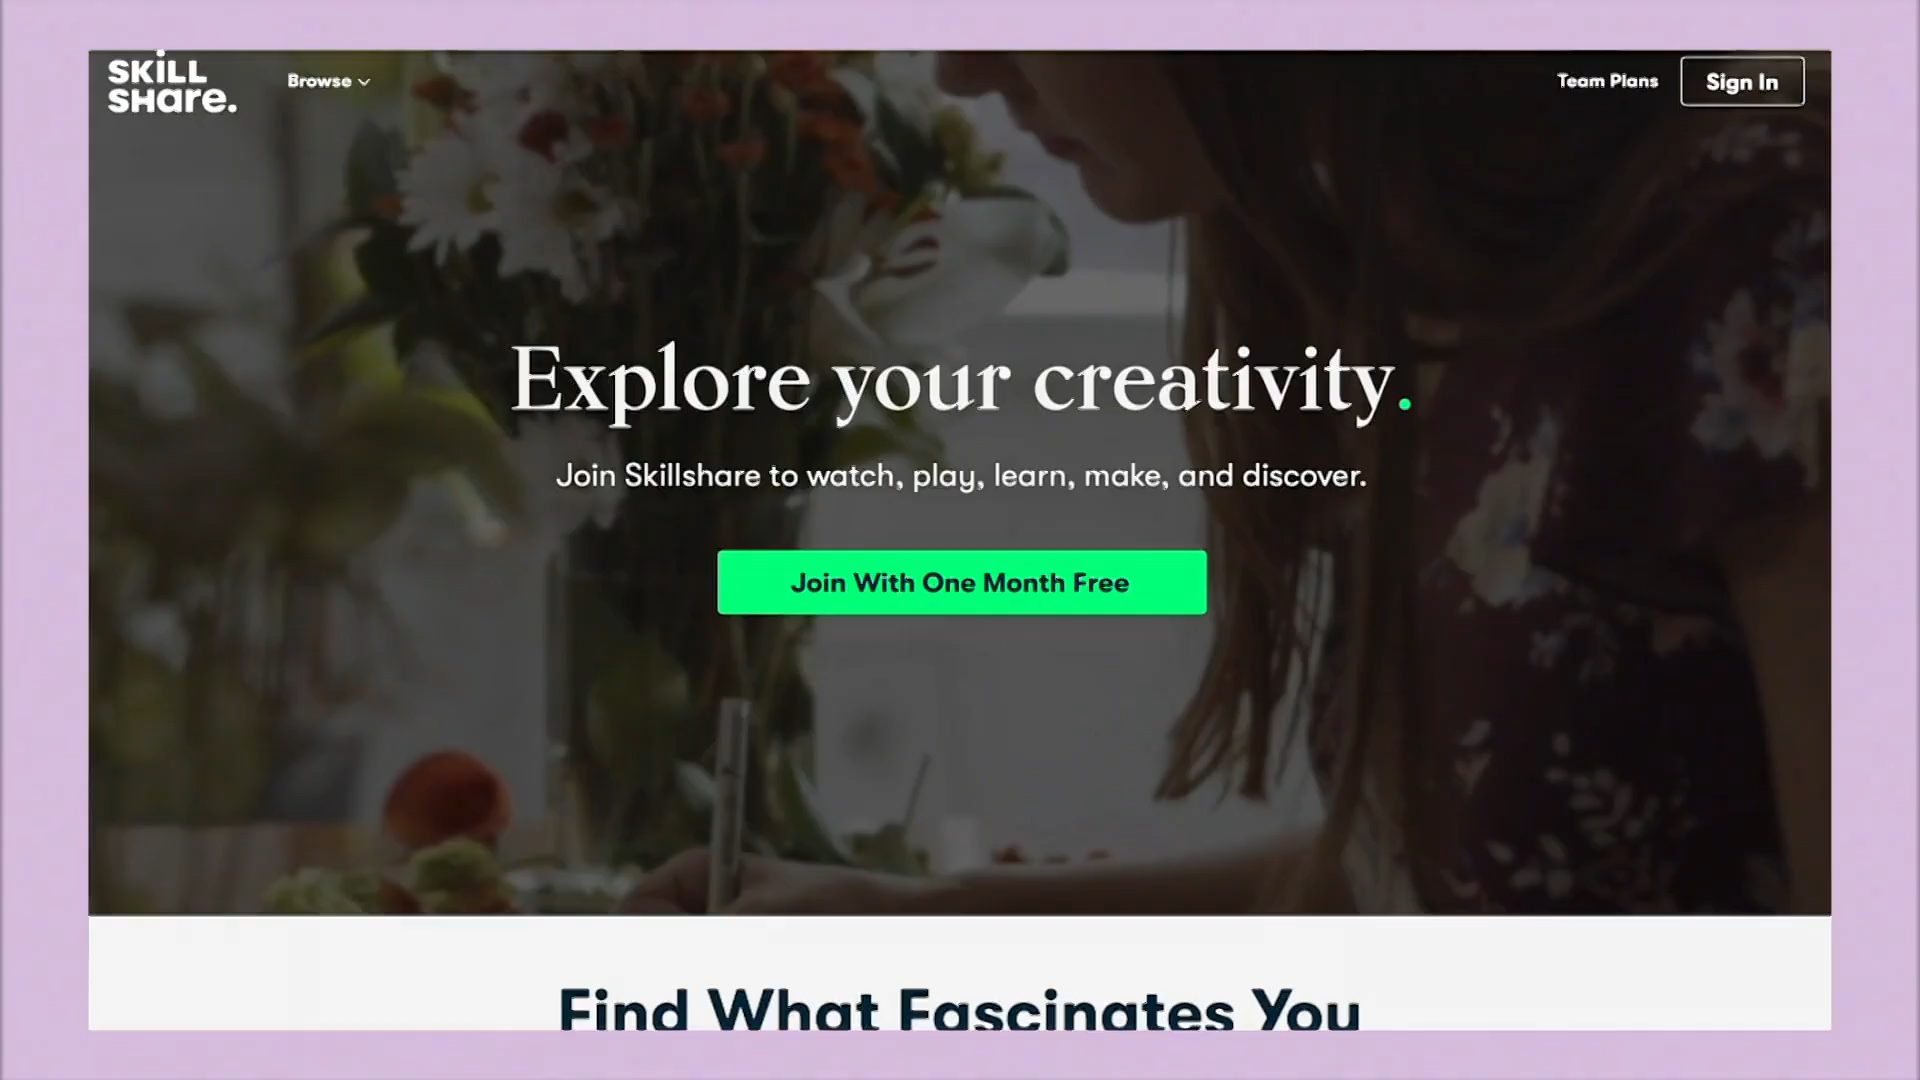 SKiLL
SHare.
Browse
Team Plans
Sign In
Explore your creativity.
Join Skillshare to watch, play, learn, make, and discover.
Join With One Month Free
Find What Fascinates You